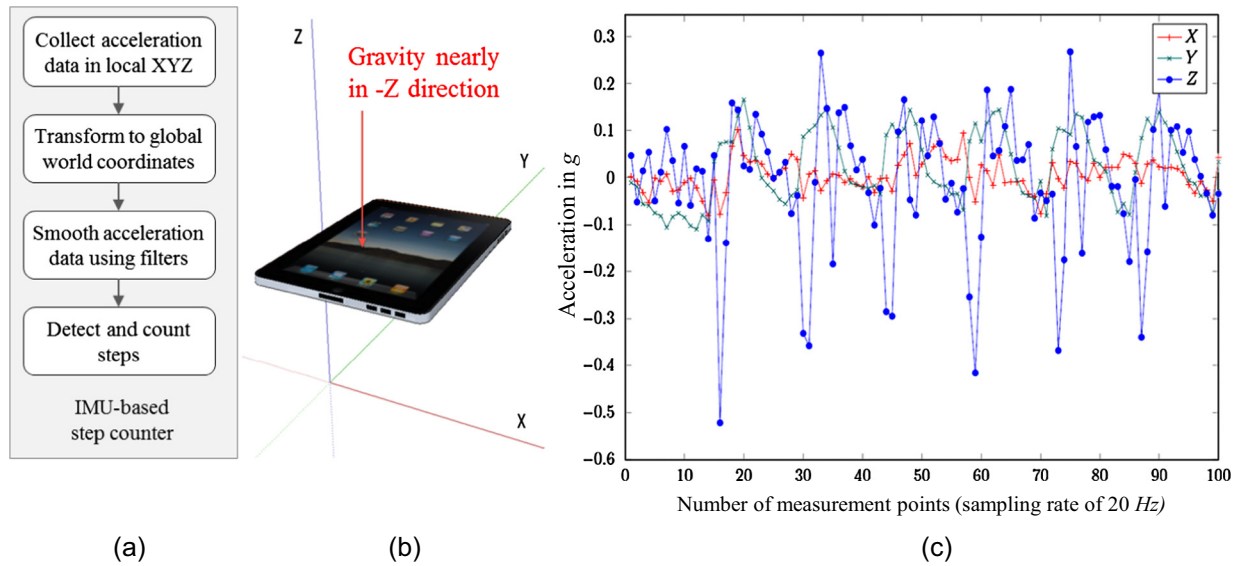 Collect acceleration
data in local XYZ
Transform to global
world coordinates
Smooth acceleration
data using filters
Detect and count
steps
IMU-based
step counter
(a)
Z
Gravity nearly
in -Z direction
Y
X
(b)
Acceleration in g
0.3
0.2
0.1
0
-0.1
-0.2
-0.3
-0.4
-0.5
-0.6
X
Y
Z
0 10 20 30 40 50 60 70 80 90 100
Number of measurement points (sampling rate of 20 Hz)
(c)